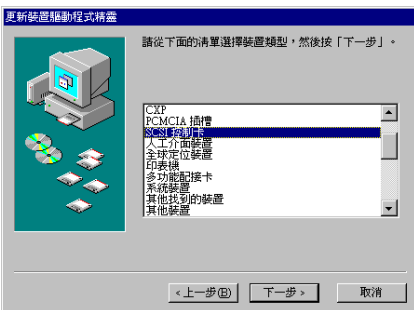 更新裝置驅動程式精靈
請從下面的清單選擇裝置類型，然後按「下一步」。
CXP
PCMCIA 插槽
SCSI 控制卡
人工介面裝置
全球定位裝置
印表機
多功能配接卡
系統裝置
其他找到的裝置
其他裝置
<上一步(B)
下一步 >
取消